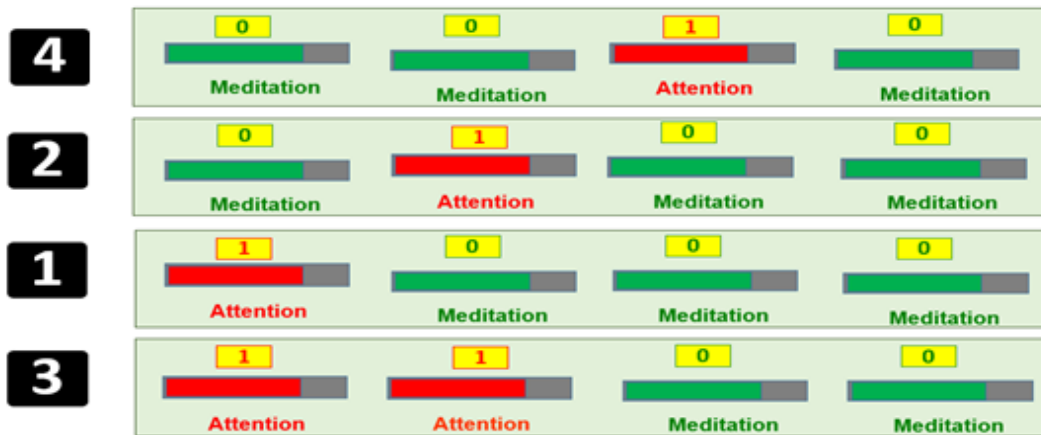 4 0 0 1 0
Meditation Meditation Attention Meditation
2 0 1 0 0
Meditation Attention Meditation Meditation
1 1 0 0 0
Attention Meditation Meditation Meditation
3 1 1 0 0
Attention Attention Meditation Meditation